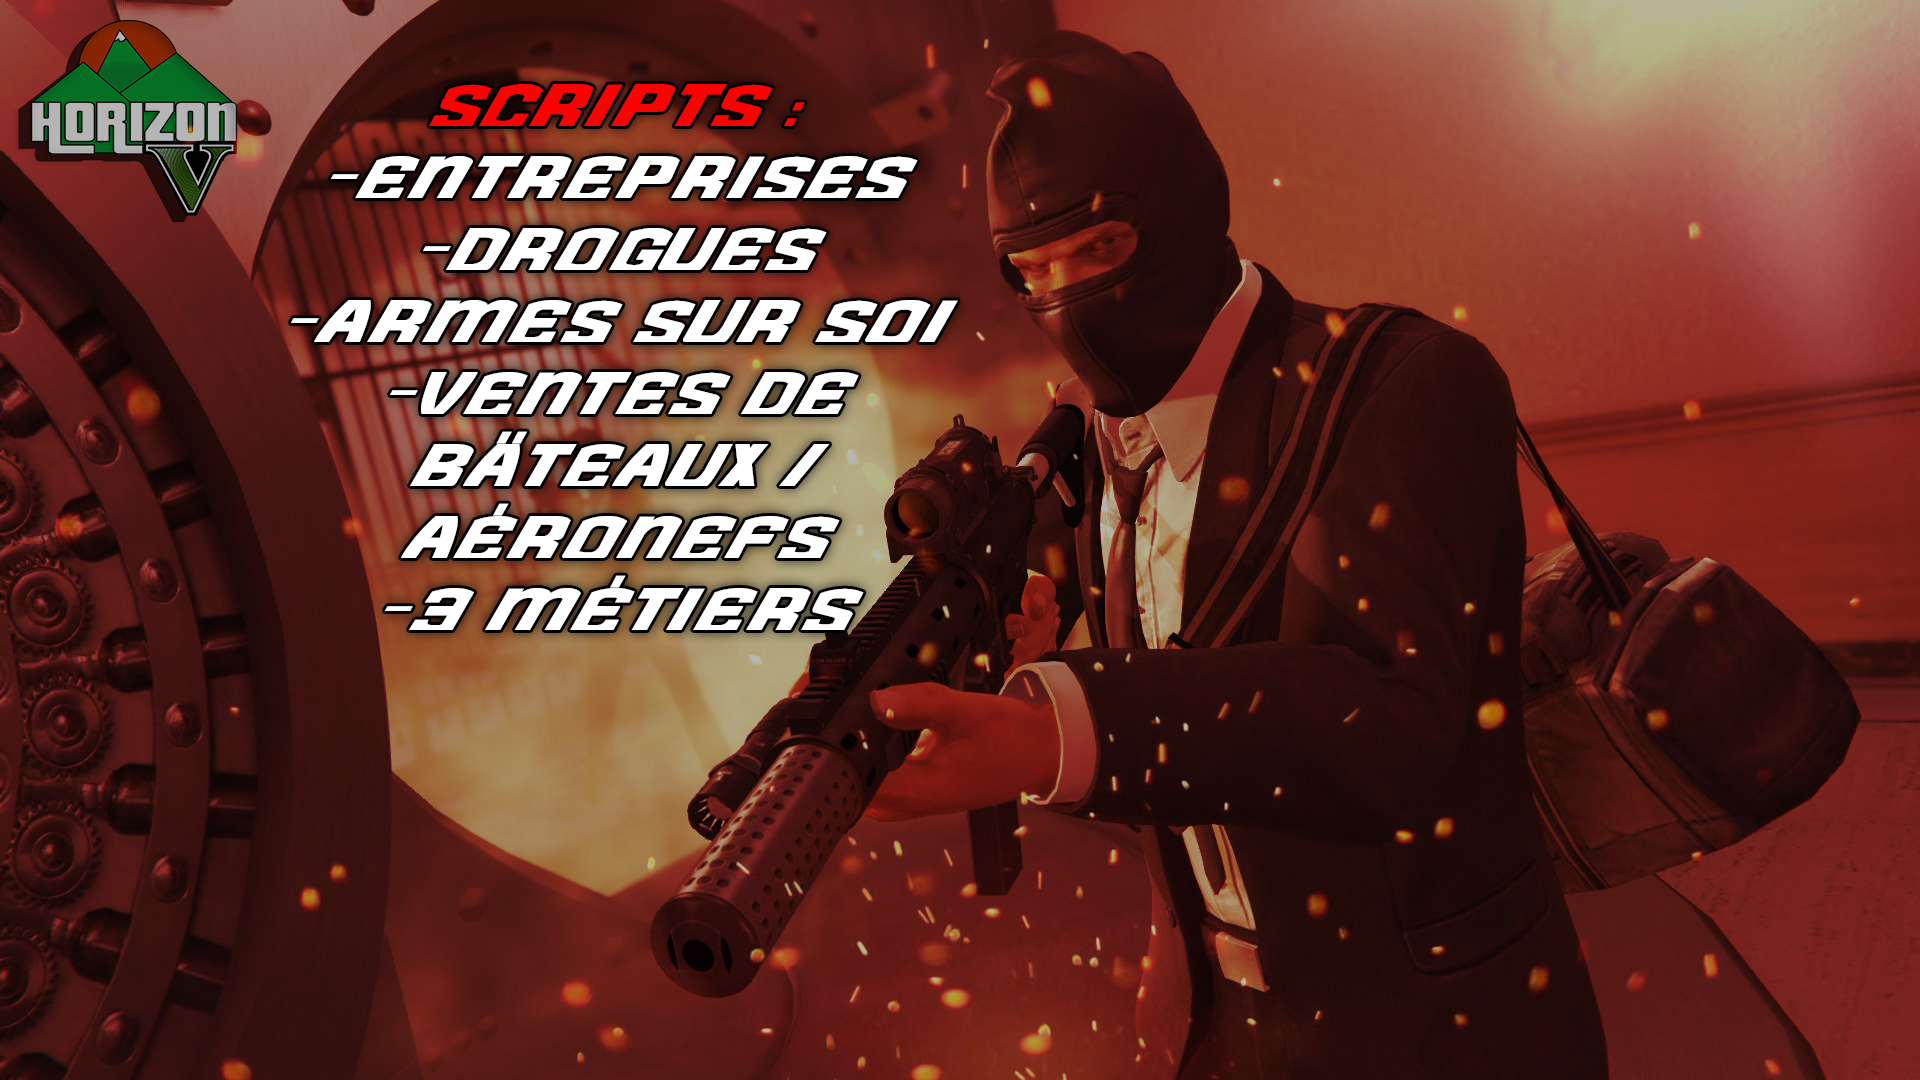 HORIZON
V
SCRIPTS :
-ENTREPRISES
-DROGUES
-ARMES SUR SOI
-VENTES DE
BÄTEAUX /
AÉRONEFS
-3 MÉTIERS